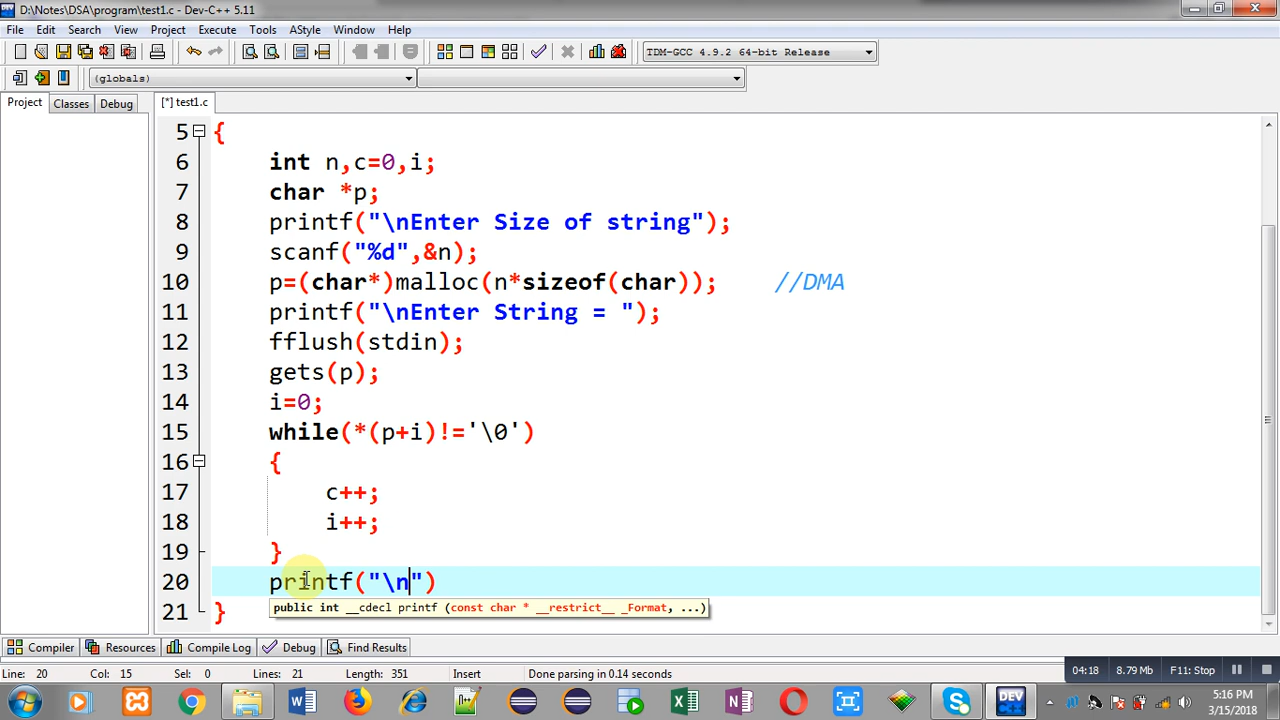 D:\Notes\DSA\program\test1.c - Dev-C++ 5.11
File Edit Search View Project Execute Tools AStyle Window Help
TDM-GCC 4.9.2 64-bit Release
(globals)
Project Classes Debug [*] test1.c
5 {
6 int n,c=0,i;
7 char *p;
8 printf("\nEnter Size of string");
9 scanf("%d",&n);
10 p=(char*)malloc(n*sizeof(char)); //DMA
11 printf("\nEnter String = ");
12 fflush(stdin);
13 gets(p);
14 i=0;
15 while(*(p+i)!='\0')
16 {
17 c++;
18 i++;
19 }
20 printf("\n")
public int __cdecl printf (const char * __restrict__ _Format, ...)
21 }
Compiler Resources Compile Log Debug Find Results
Line: 20 Col: 15 Sel: 0 Lines: 21 Length: 351 Insert Done parsing in 0.14 seconds
04:18 8.79 Mb F11: Stop
5:16 PM
3/15/2018